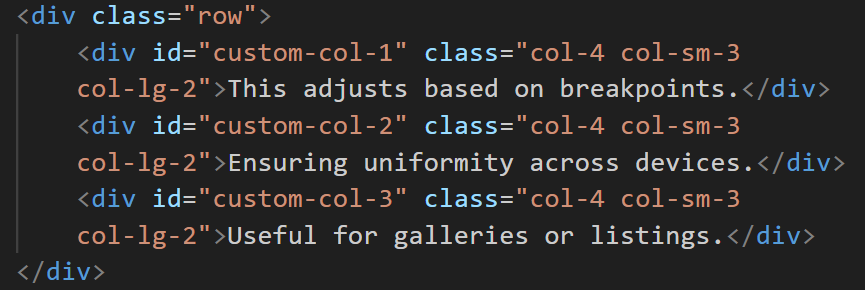 <div class="row">
    <div id="custom-col-1" class="col-4 col-sm-3
    col-lg-2">This adjusts based on breakpoints.</div>
    <div id="custom-col-2" class="col-4 col-sm-3
    col-lg-2">Ensuring uniformity across devices.</div>
    <div id="custom-col-3" class="col-4 col-sm-3
    col-lg-2">Useful for galleries or listings.</div>
</div>